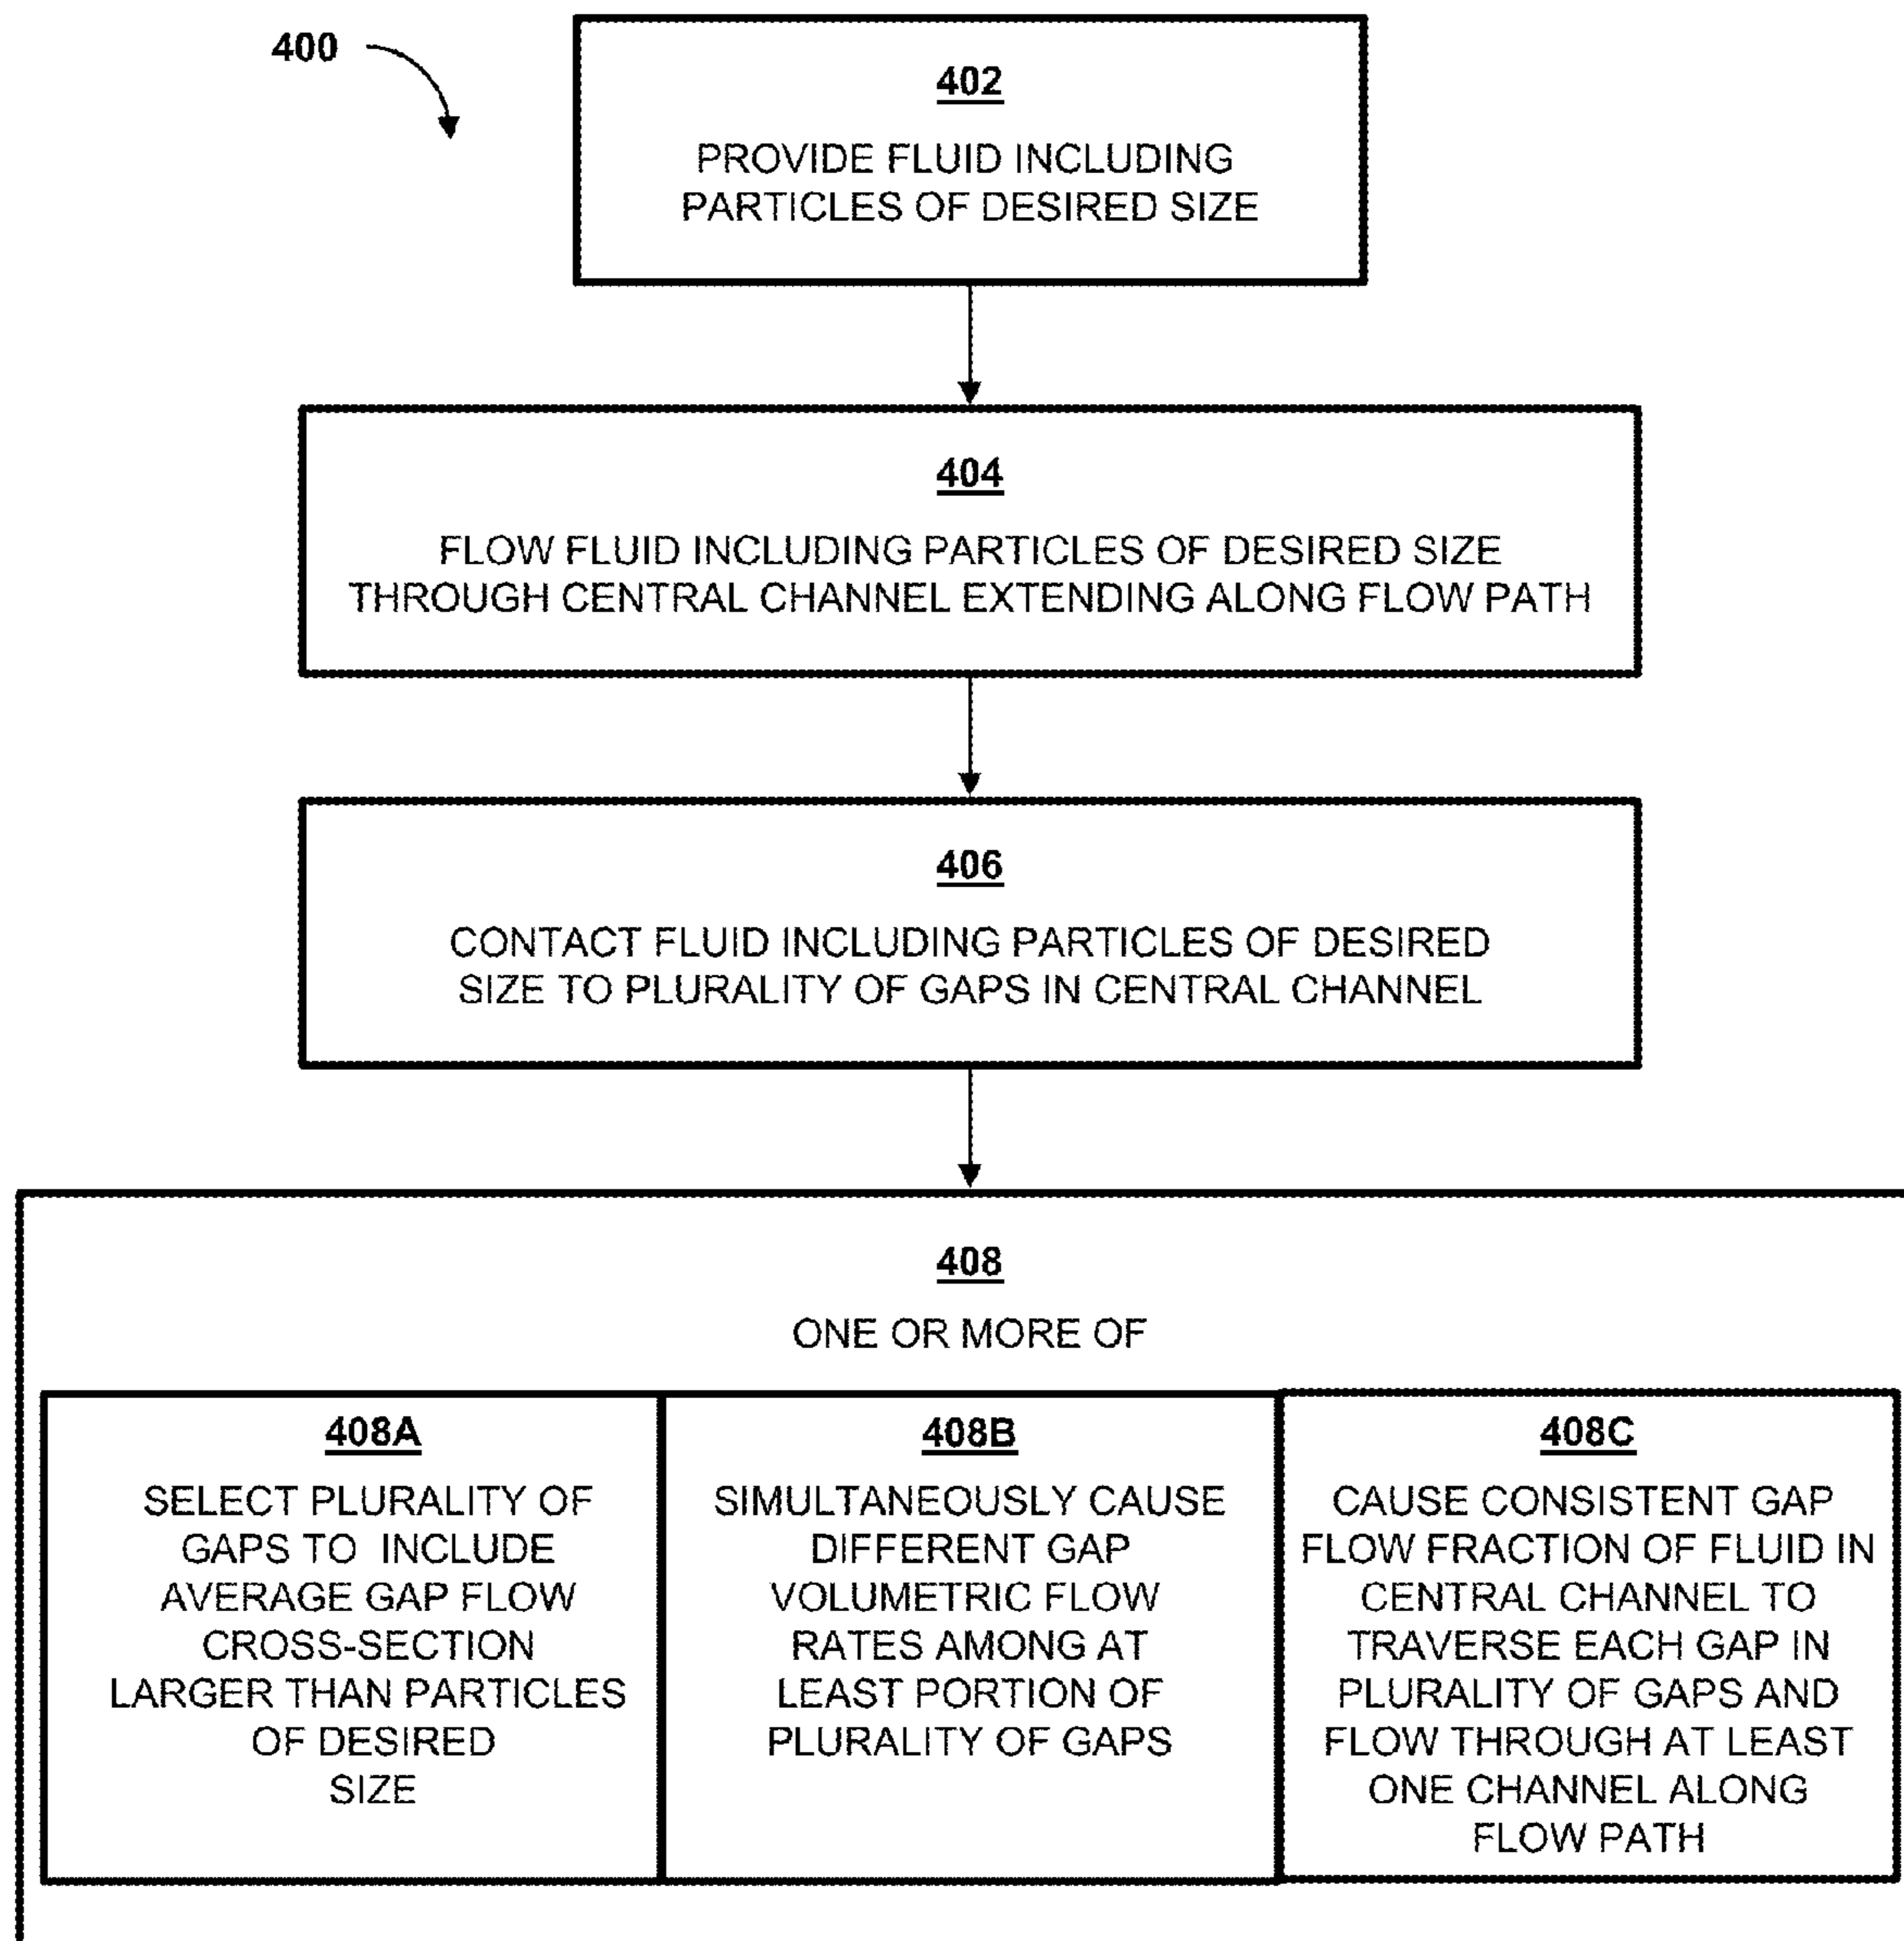 400
402
PROVIDE FLUID INCLUDING
PARTICLES OF DESIRED SIZE
404
FLOW FLUID INCLUDING PARTICLES OF DESIRED SIZE
THROUGH CENTRAL CHANNEL EXTENDING ALONG FLOW PATH
406
CONTACT FLUID INCLUDING PARTICLES OF DESIRED
SIZE TO PLURALITY OF GAPS IN CENTRAL CHANNEL
408
ONE OR MORE OF
408A
SELECT PLURALITY OF
GAPS TO INCLUDE
AVERAGE GAP FLOW
CROSS-SECTION
LARGER THAN PARTICLES
OF DESIRED
SIZE
408B
SIMULTANEOUSLY CAUSE
DIFFERENT GAP
VOLUMETRIC FLOW
RATES AMONG AT
LEAST PORTION OF
PLURALITY OF GAPS
408C
CAUSE CONSISTENT GAP
FLOW FRACTION OF FLUID IN
CENTRAL CHANNEL TO
TRAVERSE EACH GAP IN
PLURALITY OF GAPS AND
FLOW THROUGH AT LEAST
ONE CHANNEL ALONG
FLOW PATH